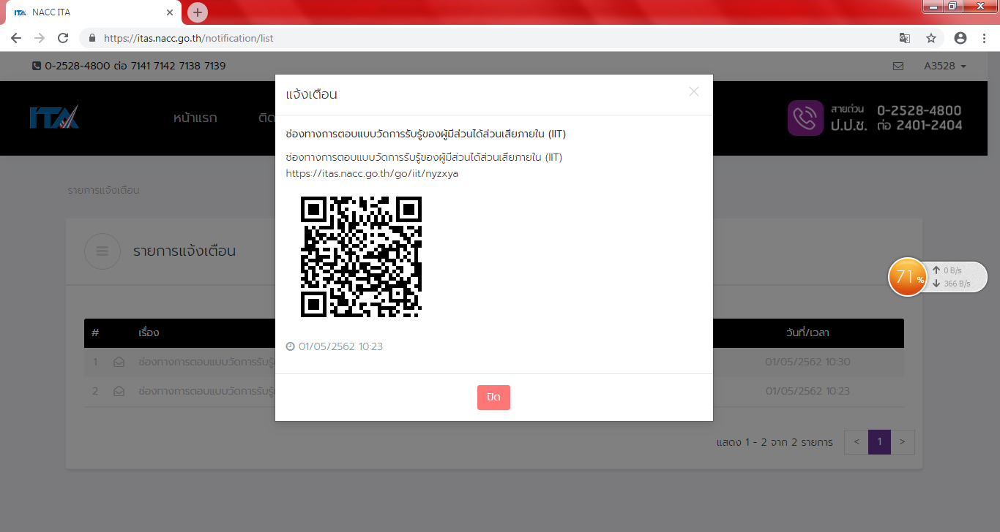 NACC ITA
https://itas.nacc.go.th/notification/list
0-2528-4800 ต่อ 7141 7142 7138 7139
A3528
ITA
หน้าแรก
สายด่วน 0-2528-4800
ป.ป.ช. ต่อ 2401-2404
แจ้งเตือน
ช่องทางการตอบแบบวัดการรับรู้ของผู้มีส่วนได้ส่วนเสียภายใน (IIT)
ช่องทางการตอบแบบวัดการรับรู้ของผู้มีส่วนได้ส่วนเสียภายใน (IIT)
https://itas.nacc.go.th/go/iit/nyzxya
01/05/2562 10:23
ปิด
รายการแจ้งเตือน
รายการแจ้งเตือน
71%
0 B/s
366 B/s
# เรื่อง วันที่/เวลา
1 ช่องทางการตอบแบบวัดการรับรู้ 01/05/2562 10:30
2 ช่องทางการตอบแบบวัดการรับรู้ 01/05/2562 10:23
แสดง 1 - 2 จาก 2 รายการ < 1 >